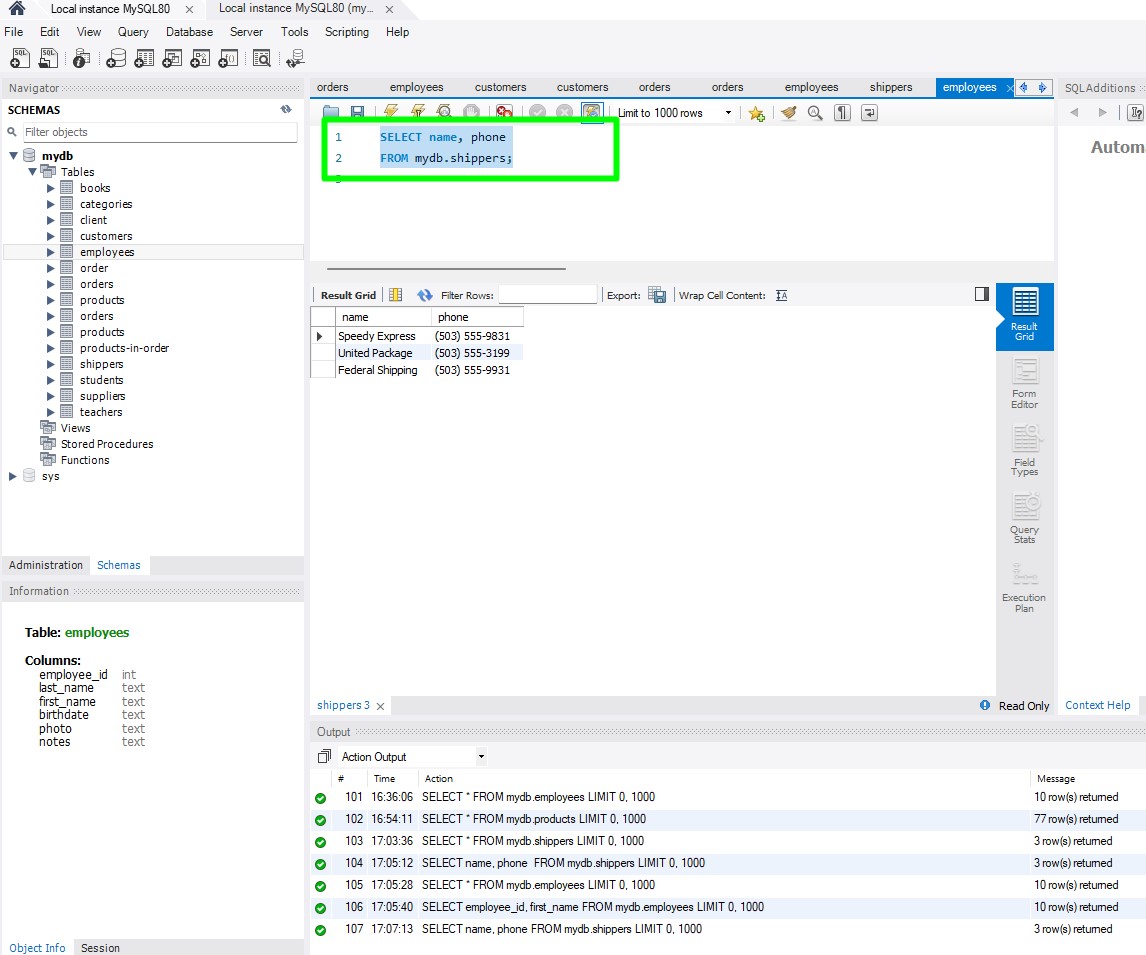 Local instance MySQL80 × Local instance MySQL80 (my... ×
File Edit View Query Database Server Tools Scripting Help
Navigator
SCHEMAS
Filter objects
mydb
Tables
books
categories
client
customers
employees
order
orders
products
orders
products
products-in-order
shippers
students
suppliers
teachers
Views
Stored Procedures
Functions
sys
Administration Schemas
Information
Table: employees
Columns:
employee_id int
last_name text
first_name text
birthdate text
photo text
notes text
Object Info Session
orders employees customers customers orders orders employees shippers employees ×
Limit to 1000 rows
1 SELECT name, phone
2 FROM mydb.shippers;
3
Result Grid Filter Rows: Export: Wrap Cell Content: IA
name phone
Speedy Express (503) 555-9831
United Package (503) 555-3199
Federal Shipping (503) 555-9931
Result
Grid
Form
Editor
Field
Types
Query
Stats
Execution
Plan
shippers 3 × Read Only
Output
Action Output
# Time Action Message
101 16:36:06 SELECT * FROM mydb.employees LIMIT 0, 1000 10 row(s) returned
102 16:54:11 SELECT * FROM mydb.products LIMIT 0, 1000 77 row(s) returned
103 17:03:36 SELECT * FROM mydb.shippers LIMIT 0, 1000 3 row(s) returned
104 17:05:12 SELECT name, phone  FROM mydb.shippers LIMIT 0, 1000 3 row(s) returned
105 17:05:28 SELECT * FROM mydb.employees LIMIT 0, 1000 10 row(s) returned
106 17:05:40 SELECT employee_id, first_name FROM mydb.employees LIMIT 0, 1000 10 row(s) returned
107 17:07:13 SELECT name, phone FROM mydb.shippers LIMIT 0, 1000 3 row(s) returned
SQLAdditions
Autom
Context Help